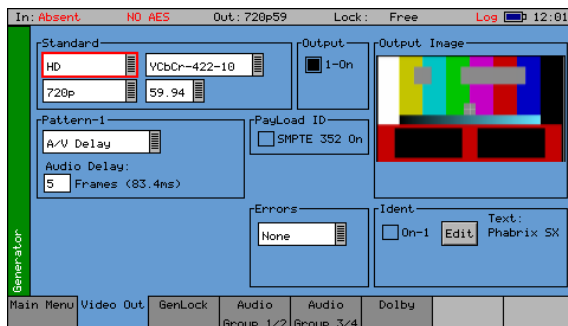 In: Absent NO AES Out: 720p59 Lock: Free Log 12:01
Standard
HD YCbCr-422-10
720p 59.94
Output
1-On
Output Image
Pattern-1
A/V Delay
Audio Delay:
5 Frames (83.4ms)
PayLoad ID
SMPTE 352 On
Errors
None
Ident
On-1 Edit Text:
Phabrix SX
Generator
Main Menu Video Out GenLock Audio Group 1/2 Audio Group 3/4 Dolby